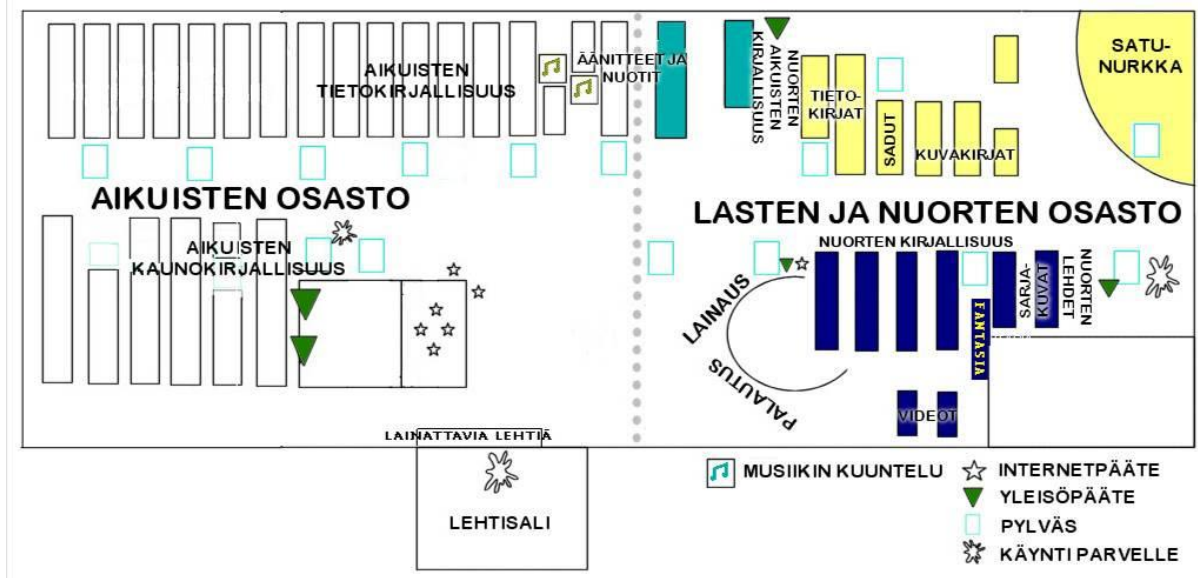 AIKUISTEN
TIETOKIRJALLISUUS
ÄÄNITTEET JA
NUOTIT
NUORTEN
AIKUISTEN
KIRJALLISUUS
TIETO-
KIRJAT
SADUT
KUVAKIRJAT
SATU-
NURKKA
AIKUISTEN OSASTO
LASTEN JA NUORTEN OSASTO
AIKUISTEN
KAUNOKIRJALLISUUS
NUORTEN KIRJALLISUUS
LAINAUS
PALAUTUS
FANTASIA
SARJA-
KUVAT
NUORTEN
LEHDET
VIDEOT
LAINATTAVIA LEHTIÄ
LEHTISALI
MUSIIKIN KUUNTELU
INTERNETPÄÄTE
YLEISÖPÄÄTE
PYLVÄS
KÄYNTI PARVELLE